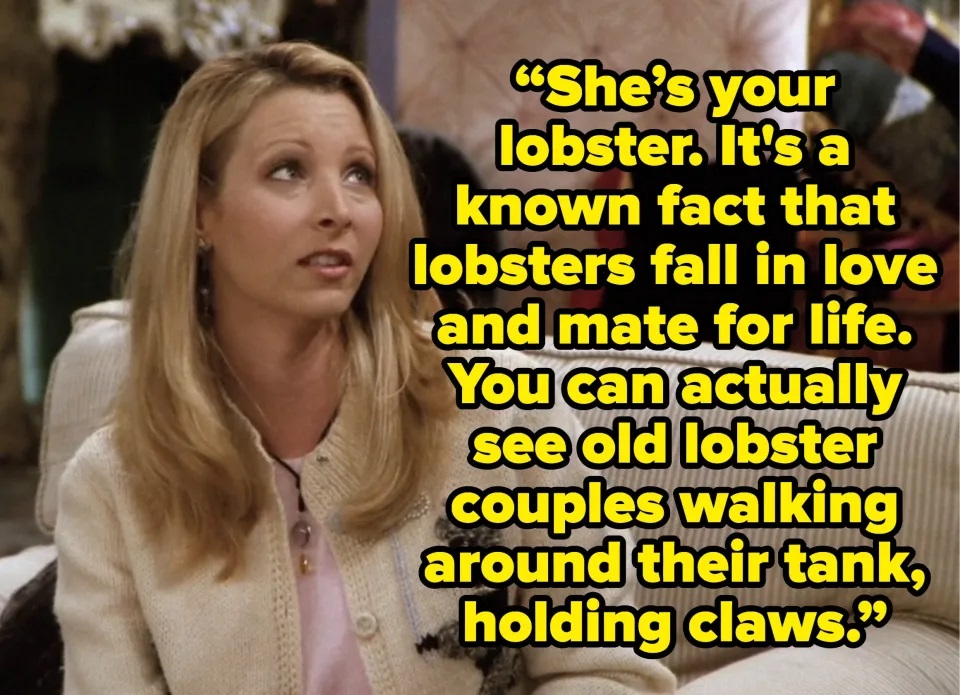 “She’s your
lobster. It's a
known fact that
lobsters fall in love
and mate for life.
You can actually
see old lobster
couples walking
around their tank,
holding claws.”